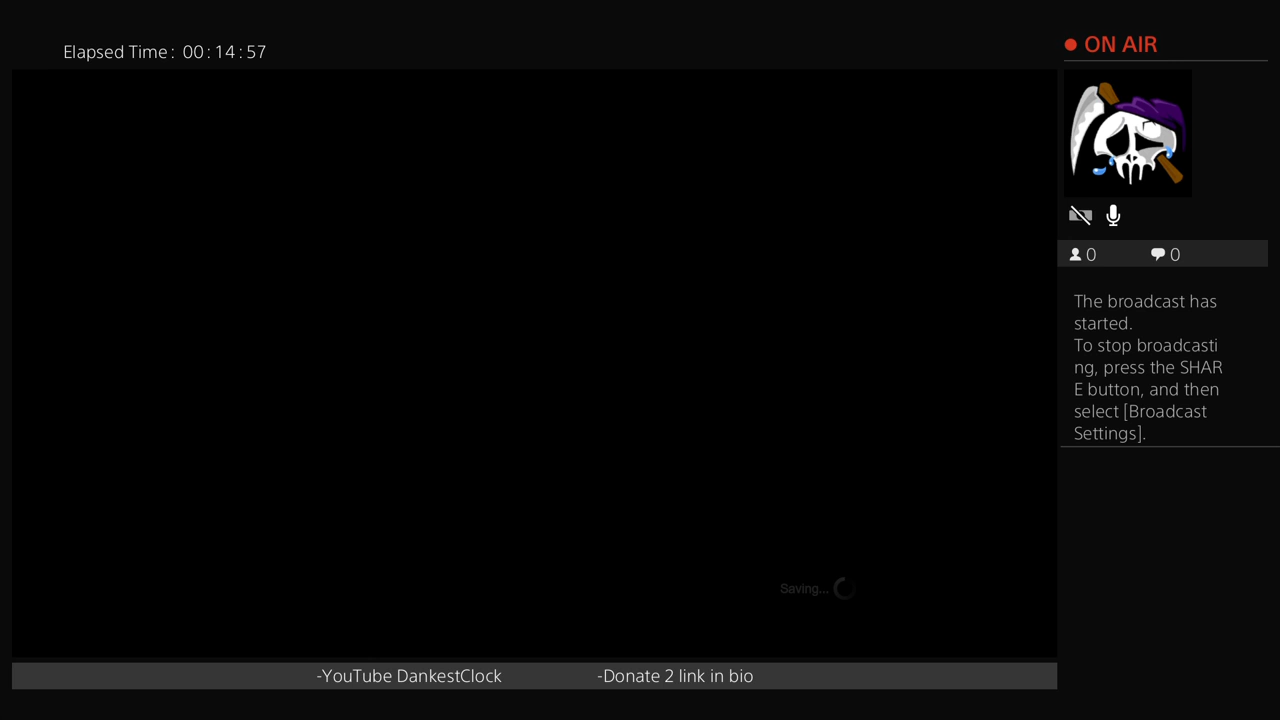 Elapsed Time: 00:14:57
ON AIR
0 0
The broadcast has
started.
To stop broadcasti
ng, press the SHAR
E button, and then
select [Broadcast
Settings].
Saving...
-YouTube DankestClock -Donate 2 link in bio